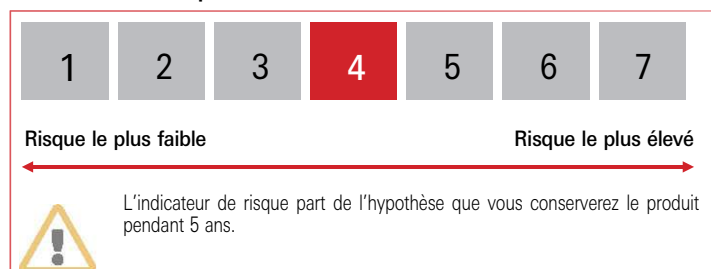 1 2 3 4 5 6 7
Risque le plus faible Risque le plus élevé
L'indicateur de risque part de l'hypothèse que vous conserverez le produit
pendant 5 ans.